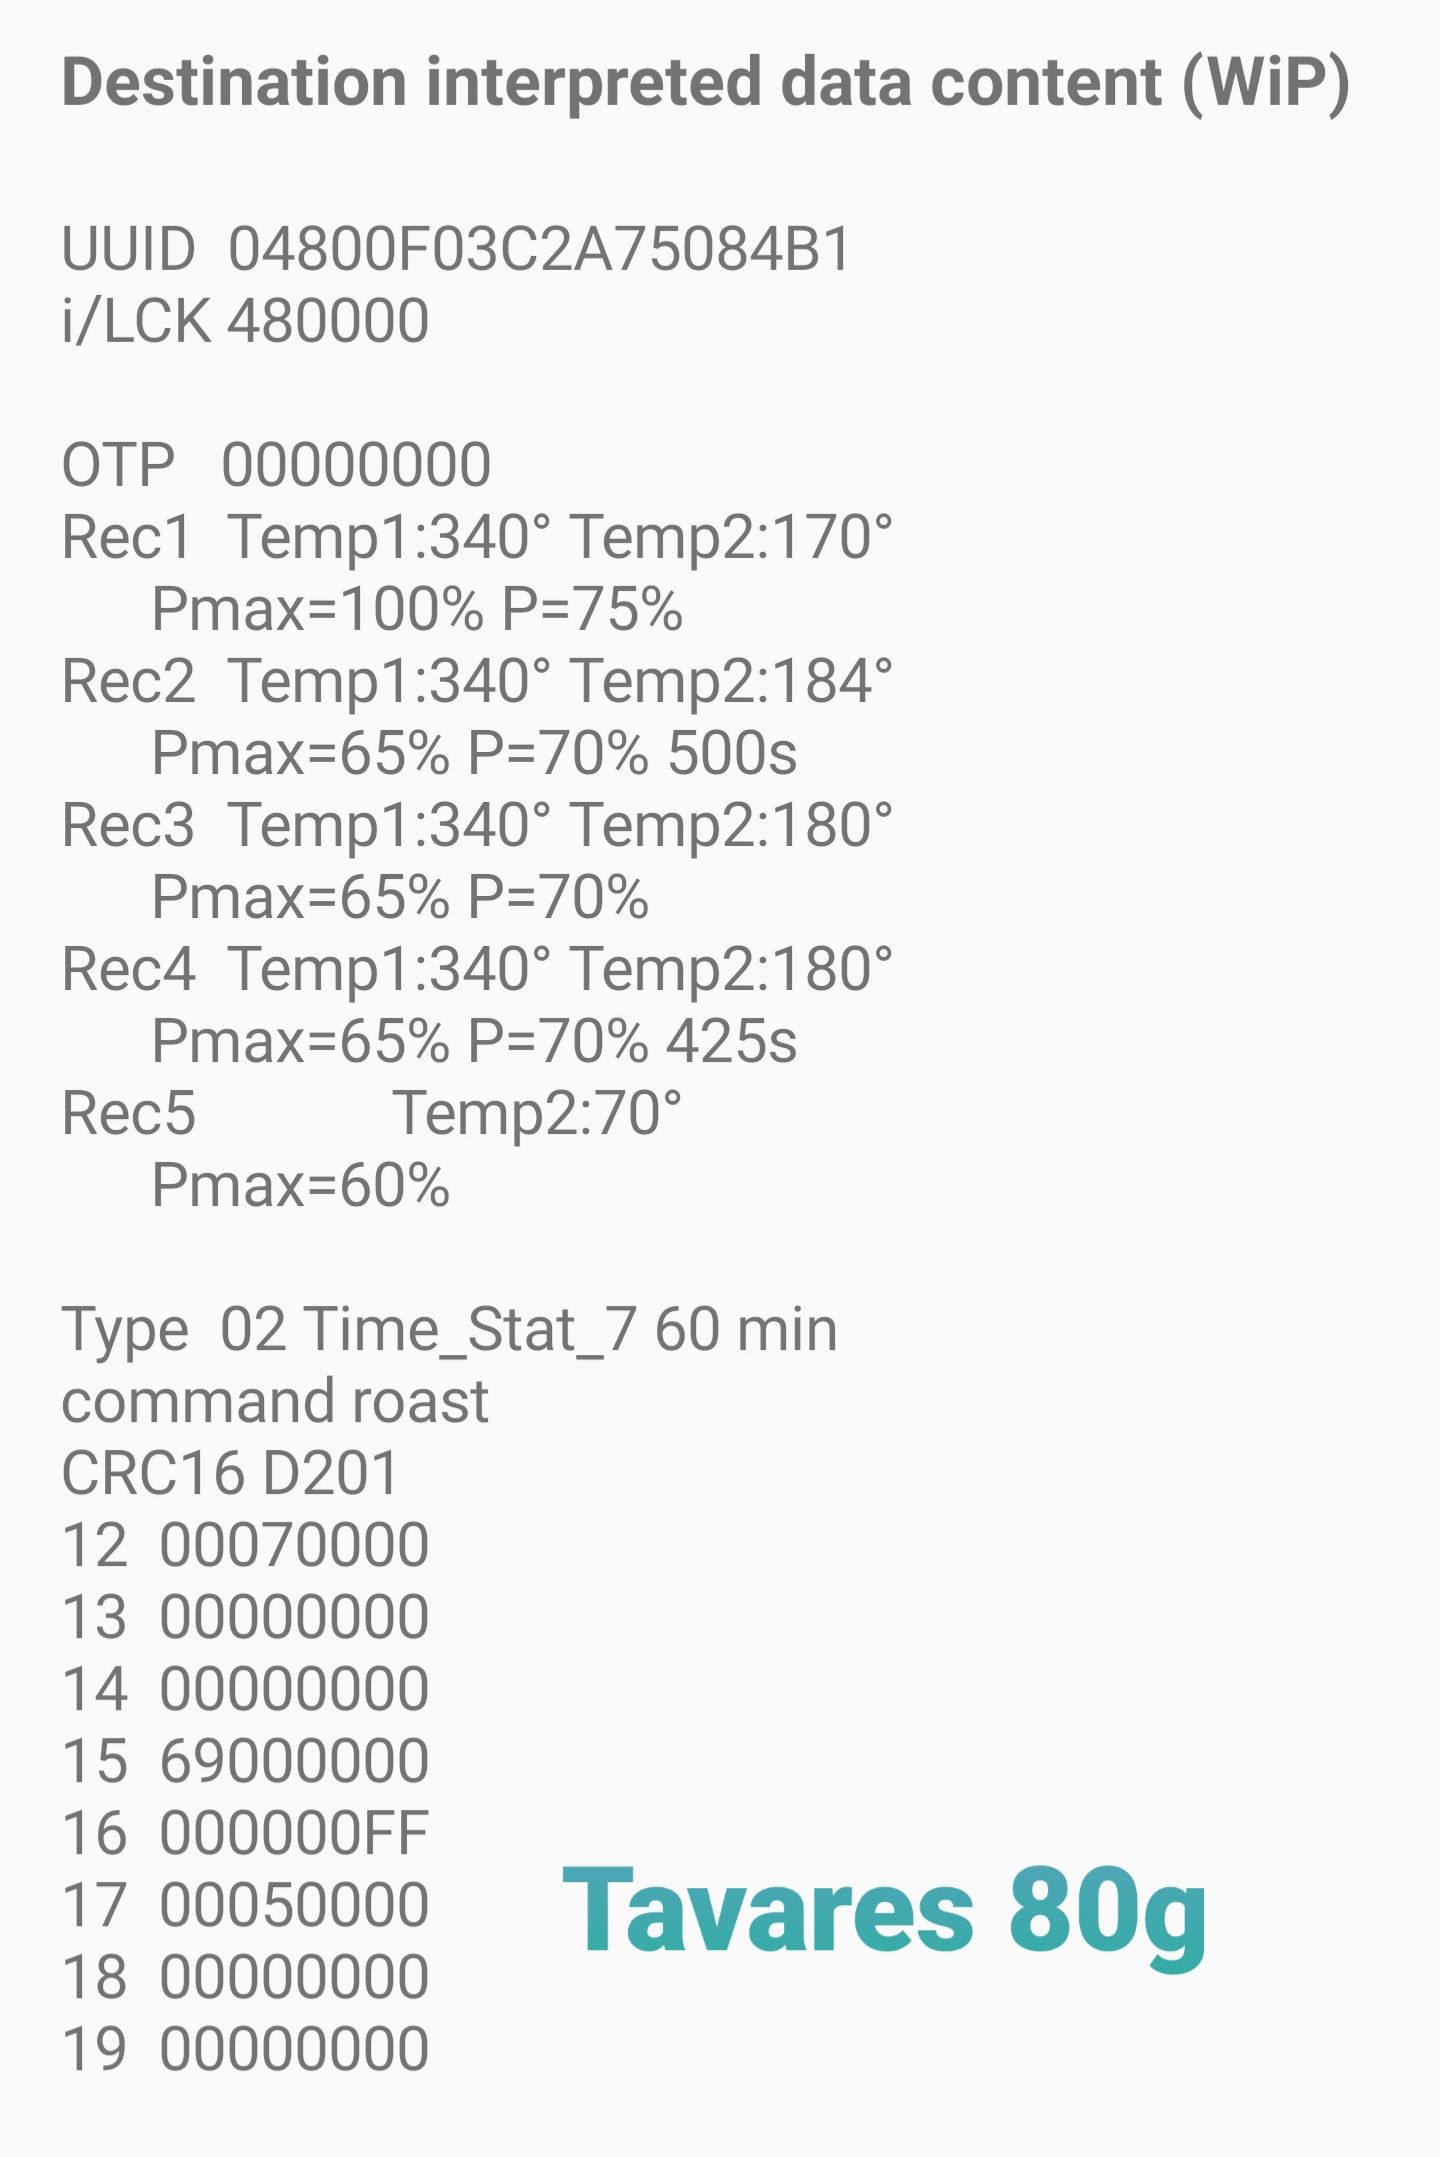 Destination interpreted data content (WiP)
UUID 04800F03C2A75084B1
i/LCK 480000
OTP 00000000
Rec1 Temp1:340° Temp2:170°
Pmax=100% P=75%
Rec2 Temp1:340° Temp2:184°
Pmax=65% P=70% 500s
Rec3 Temp1:340° Temp2:180°
Pmax=65% P=70%
Rec4 Temp1:340° Temp2:180°
Pmax=65% P=70% 425s
Rec5 Temp2:70°
Pmax=60%
Type 02 Time_Stat_7 60 min
command roast
CRC16 D201
12 00070000
13 00000000
14 00000000
15 69000000
16 000000FF
17 00050000
18 00000000
19 00000000
Tavares 80g